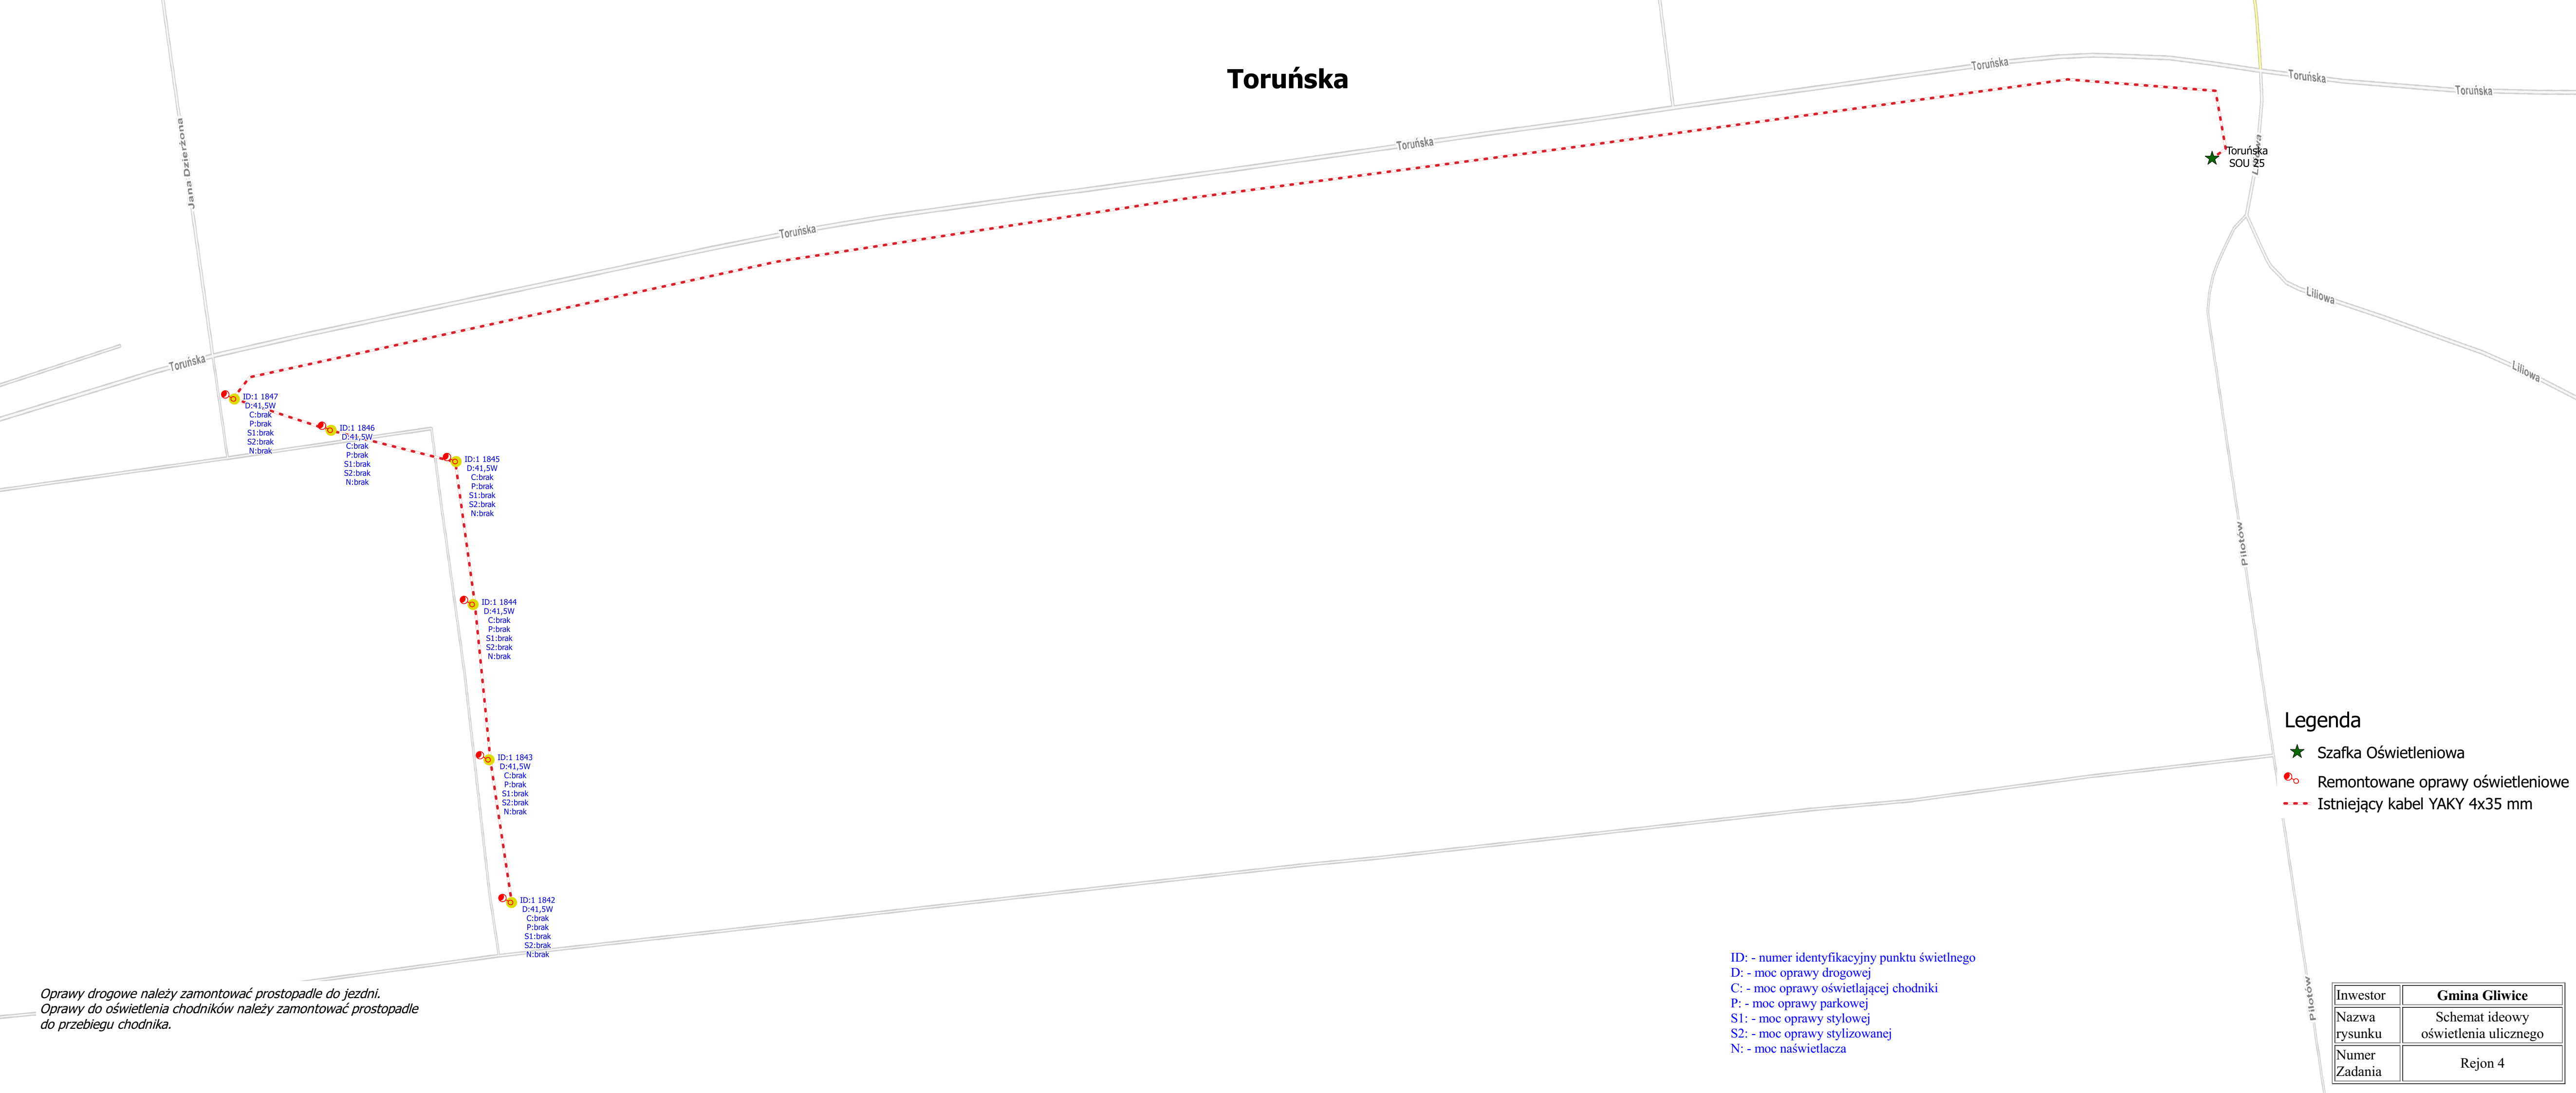 Toruńska
Toruńska
Toruńska
Toruńska
Jana Dzierżona
Toruńska
Toruńska
SOU 25
Toruńska
Liliowa
Toruńska
Liliowa
ID:1 1847
D:41,5W
C:brak
P:brak
S1:brak
S2:brak
N:brak
ID:1 1846
D:41,5W
C:brak
P:brak
S1:brak
S2:brak
N:brak
ID:1 1845
D:41,5W
C:brak
P:brak
S1:brak
S2:brak
N:brak
Pilotów
ID:1 1844
D:41,5W
C:brak
P:brak
S1:brak
S2:brak
N:brak
Legenda
Szafka Oświetleniowa
Remontowane oprawy oświetleniowe
Istniejący kabel YAKY 4x35 mm
ID:1 1843
D:41,5W
C:brak
P:brak
S1:brak
S2:brak
N:brak
ID:1 1842
D:41,5W
C:brak
P:brak
S1:brak
S2:brak
N:brak
ID: - numer identyfikacyjny punktu świetlnego
D: - moc oprawy drogowej
C: - moc oprawy oświetlającej chodniki
P: - moc oprawy parkowej
S1: - moc oprawy stylowej
S2: - moc oprawy stylizowanej
N: - moc naświetlacza
Pilotów
Oprawy drogowe należy zamontować prostopadle do jezdni.
Oprawy do oświetlenia chodników należy zamontować prostopadle
do przebiegu chodnika.
Inwestor Gmina Gliwice
Nazwa rysunku Schemat ideowy
oświetlenia ulicznego
Numer Zadania Rejon 4